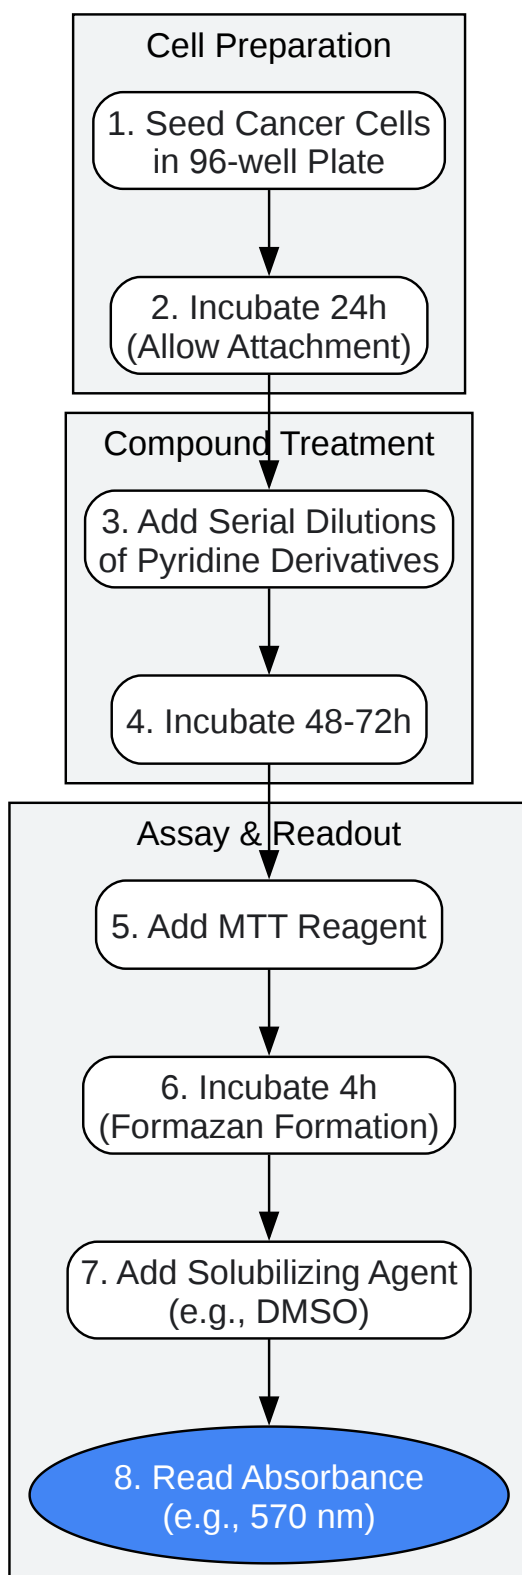 Cell Preparation
1. Seed Cancer Cells
in 96-well Plate
2. Incubate 24h
(Allow Attachment)
Compound Treatment
3. Add Serial Dilutions
of Pyridine Derivatives
4. Incubate 48-72h
Assay & Readout
5. Add MTT Reagent
6. Incubate 4h
(Formazan Formation)
7. Add Solubilizing Agent
(e.g., DMSO)
8. Read Absorbance
(e.g., 570 nm)